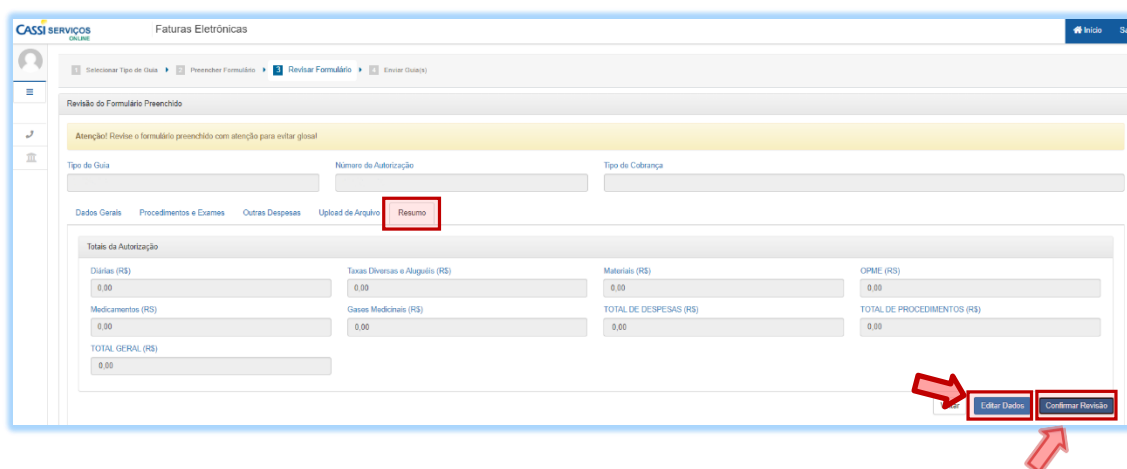 CASSI SERVIÇOS ONLINE
Faturas Eletrônicas
Início
1 Selecionar Tipo de Guia 2 Preencher Formulário 3 Revisar Formulário 4 Enviar Guia(s)
Revisão do Formulário Preenchido
Atenção! Revise o formulário preenchido com atenção para evitar glosa!
Tipo de Guia Número de Autorização Tipo de Cobrança
Dados Gerais Procedimentos e Exames Outras Despesas Upload de Arquivo Resumo
Totais da Autorização
Diárias (R$) Taxas Diversas e Aluguéis (R$) Materiais (R$) OPME (R$)
0,00 0,00 0,00 0,00
Medicamentos (R$) Gases Medicinais (R$) TOTAL DE DESPESAS (R$) TOTAL DE PROCEDIMENTOS (R$)
0,00 0,00 0,00 0,00
TOTAL GERAL (R$)
0,00
Editar Dados Confirmar Revisão